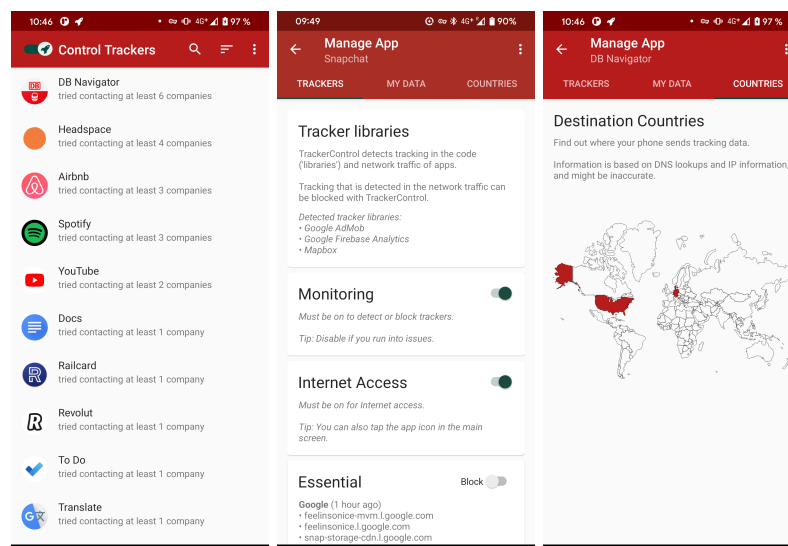 10:46
97 %
4G+
Control Trackers
DB Navigator
tried contacting at least 6 companies
Headspace
tried contacting at least 4 companies
Airbnb
tried contacting at least 3 companies
Spotify
tried contacting at least 3 companies
YouTube
tried contacting at least 2 companies
Docs
tried contacting at least 1 company
Railcard
tried contacting at least 1 company
Revolut
tried contacting at least 1 company
To Do
tried contacting at least 1 company
Translate
tried contacting at least 1 company
09:49
4G+
90%
Manage App
Snapchat
TRACKERS
MY DATA
COUNTRIES
Tracker libraries
TrackerControl detects tracking in the code
('libraries') and network traffic of apps.
Tracking that is detected in the network traffic can
be blocked with TrackerControl.
Detected tracker libraries:
• Google AdMob
• Google Firebase Analytics
• Mapbox
Monitoring
Must be on to detect or block trackers.
Tip: Disable if you run into issues.
Internet Access
Must be on for Internet access.
Tip: You can also tap the app icon in the main
screen.
Essential
Block
Google (1 hour ago)
• feelinsonice-mvm.l.google.com
• feelinsonice.l.google.com
• snap-storage-cdn.l.google.com
10:46
4G+
97 %
Manage App
DB Navigator
TRACKERS
MY DATA
COUNTRIES
Destination Countries
Find out where your phone sends tracking data.
Information is based on DNS lookups and IP information,
and might be inaccurate.